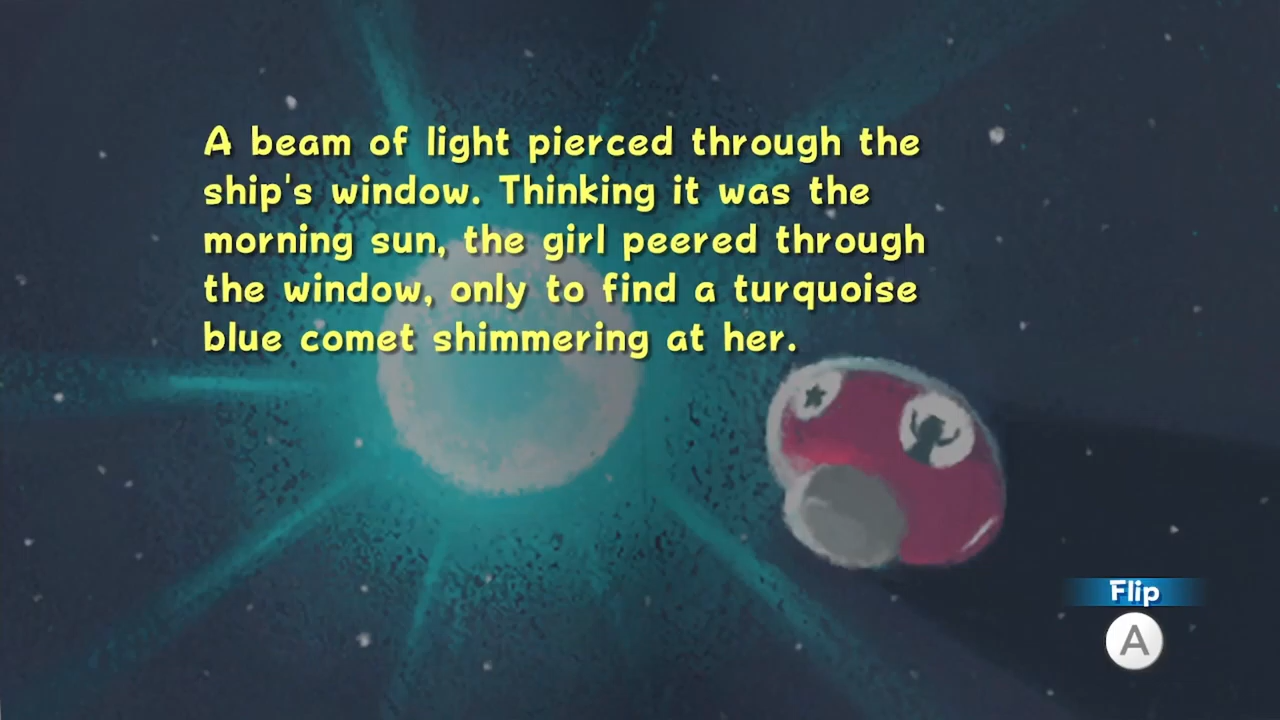 A beam of light pierced through the
ship's window. Thinking it was the
morning sun, the girl peered through
the window, only to find a turquoise
blue comet shimmering at her.
Flip
A